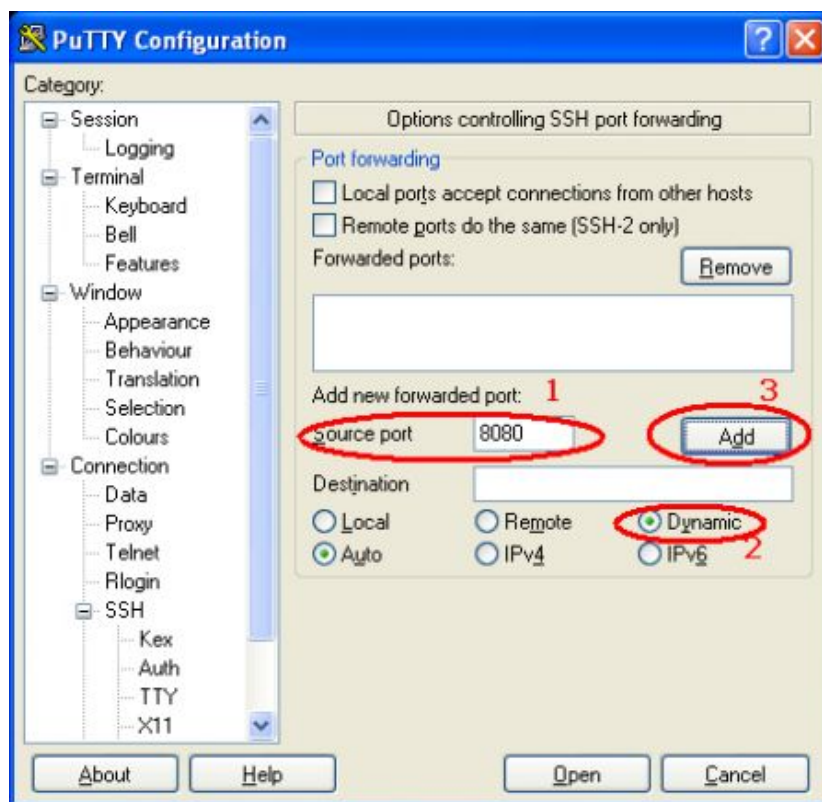 PuTTY Configuration
Category:
Session
Logging
Terminal
Keyboard
Bell
Features
Window
Appearance
Behaviour
Translation
Selection
Colours
Connection
Data
Proxy
Telnet
Rlogin
SSH
Kex
Auth
TTY
X11
Options controlling SSH port forwarding
Port forwarding
Local ports accept connections from other hosts
Remote ports do the same (SSH-2 only)
Forwarded ports: Remove
Add new forwarded port: 1 3
Source port 8080 Add
Destination
Local Remote Dynamic
Auto IPv4 IPv6 2
About Help Open Cancel